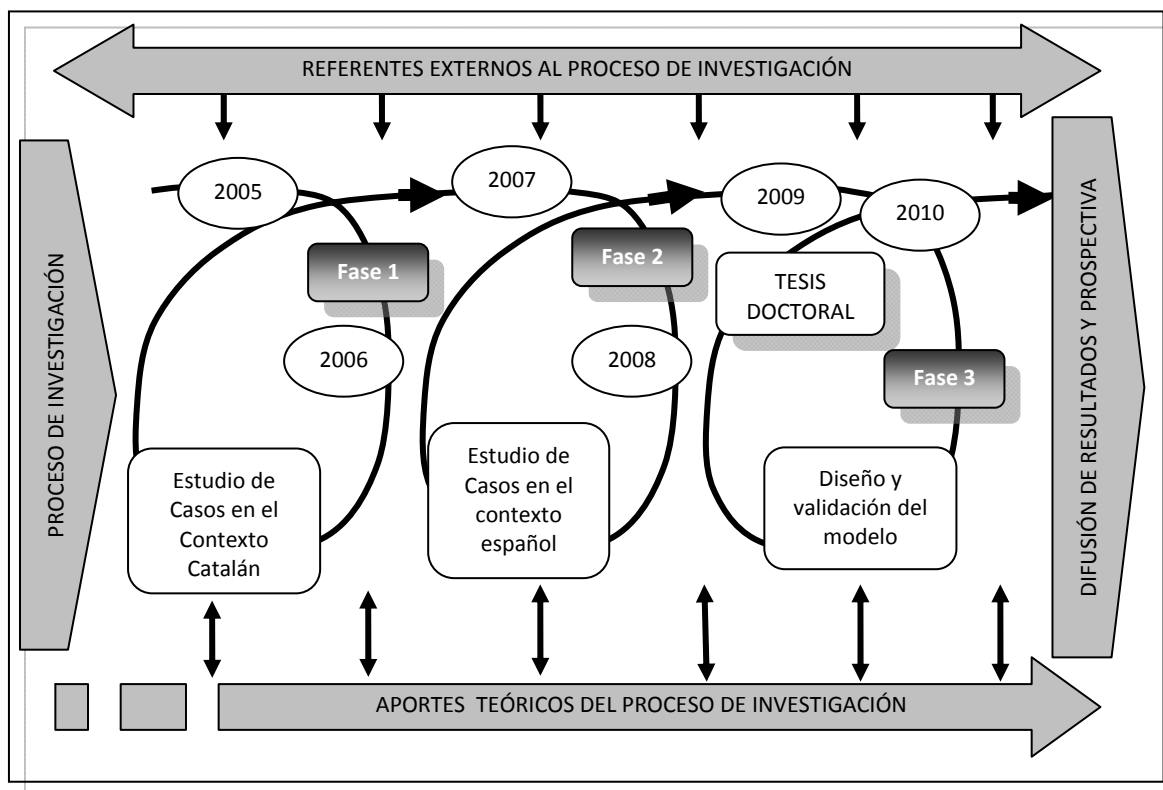 REFERENTES EXTERNOS AL PROCESO DE INVESTIGACIÓN
PROCESO DE INVESTIGACIÓN
2005
Fase 1
2006
Estudio de
Casos en el
Contexto
Catalán
2007
Fase 2
2008
Estudio de
Casos en el
contexto
español
2009
2010
TESIS
DOCTORAL
Fase 3
Diseño y
validación del
modelo
DIFUSIÓN DE RESULTADOS Y PROSPECTIVA
APORTES TEÓRICOS DEL PROCESO DE INVESTIGACIÓN